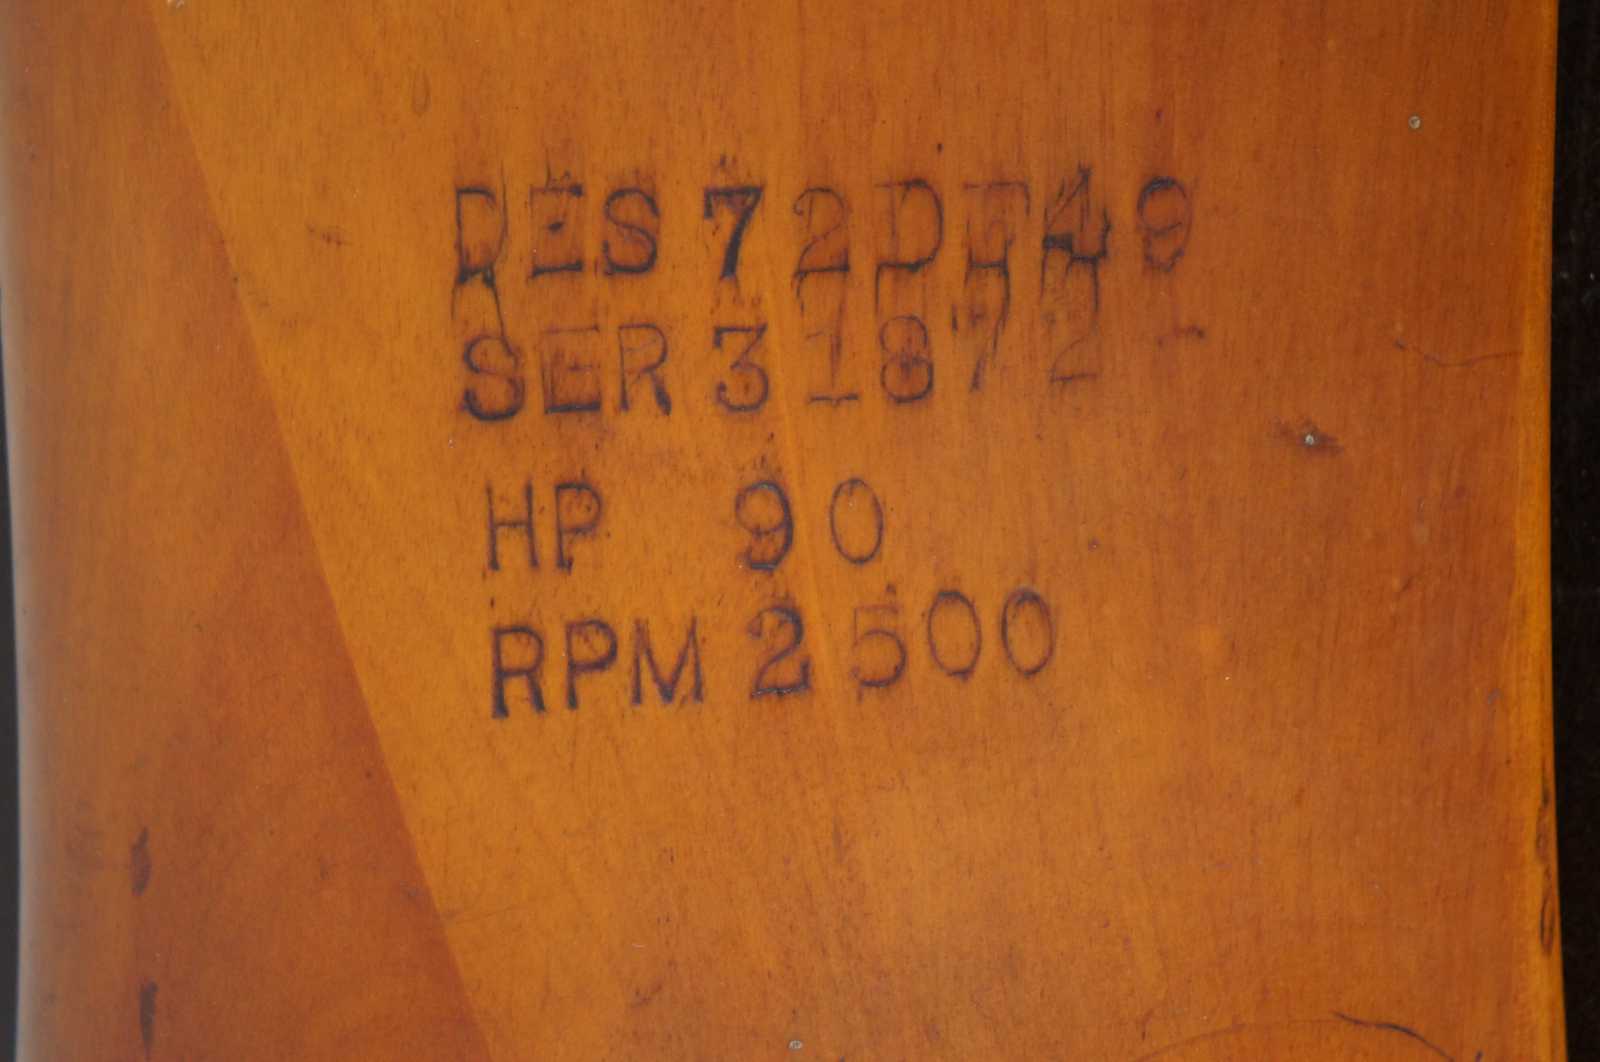 DES 72DF49
SER 31872
HP 90
RPM 2500